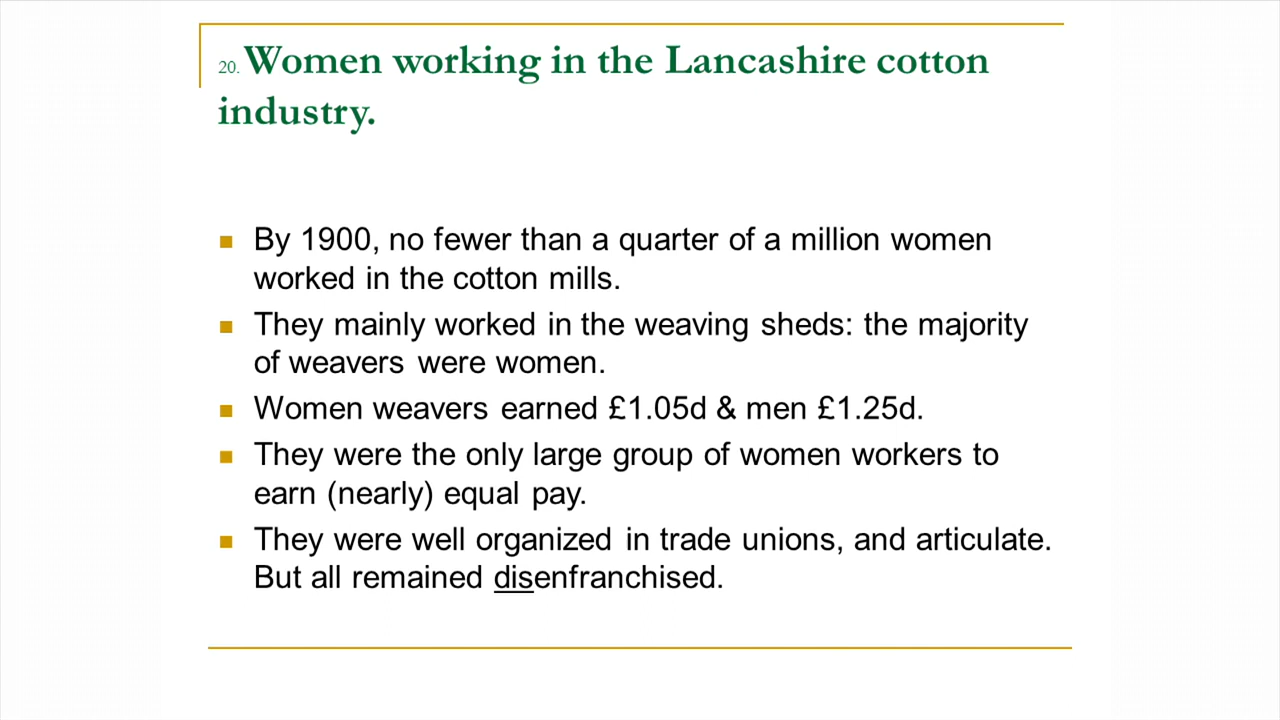 20. Women working in the Lancashire cotton
industry.
By 1900, no fewer than a quarter of a million women
worked in the cotton mills.
They mainly worked in the weaving sheds: the majority
of weavers were women.
Women weavers earned £1.05d & men £1.25d.
They were the only large group of women workers to
earn (nearly) equal pay.
They were well organized in trade unions, and articulate.
But all remained disenfranchised.